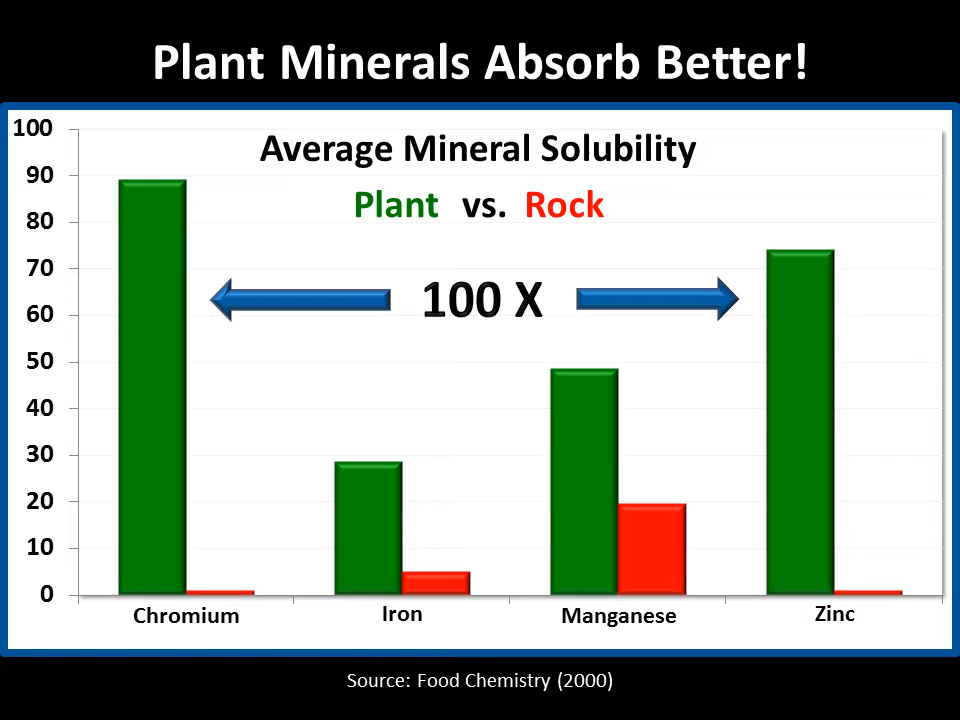 Plant Minerals Absorb Better!
Average Mineral Solubility
Plant vs. Rock
100 X
100
90
80
70
60
50
40
30
20
10
0
Chromium Iron Manganese Zinc
Source: Food Chemistry (2000)